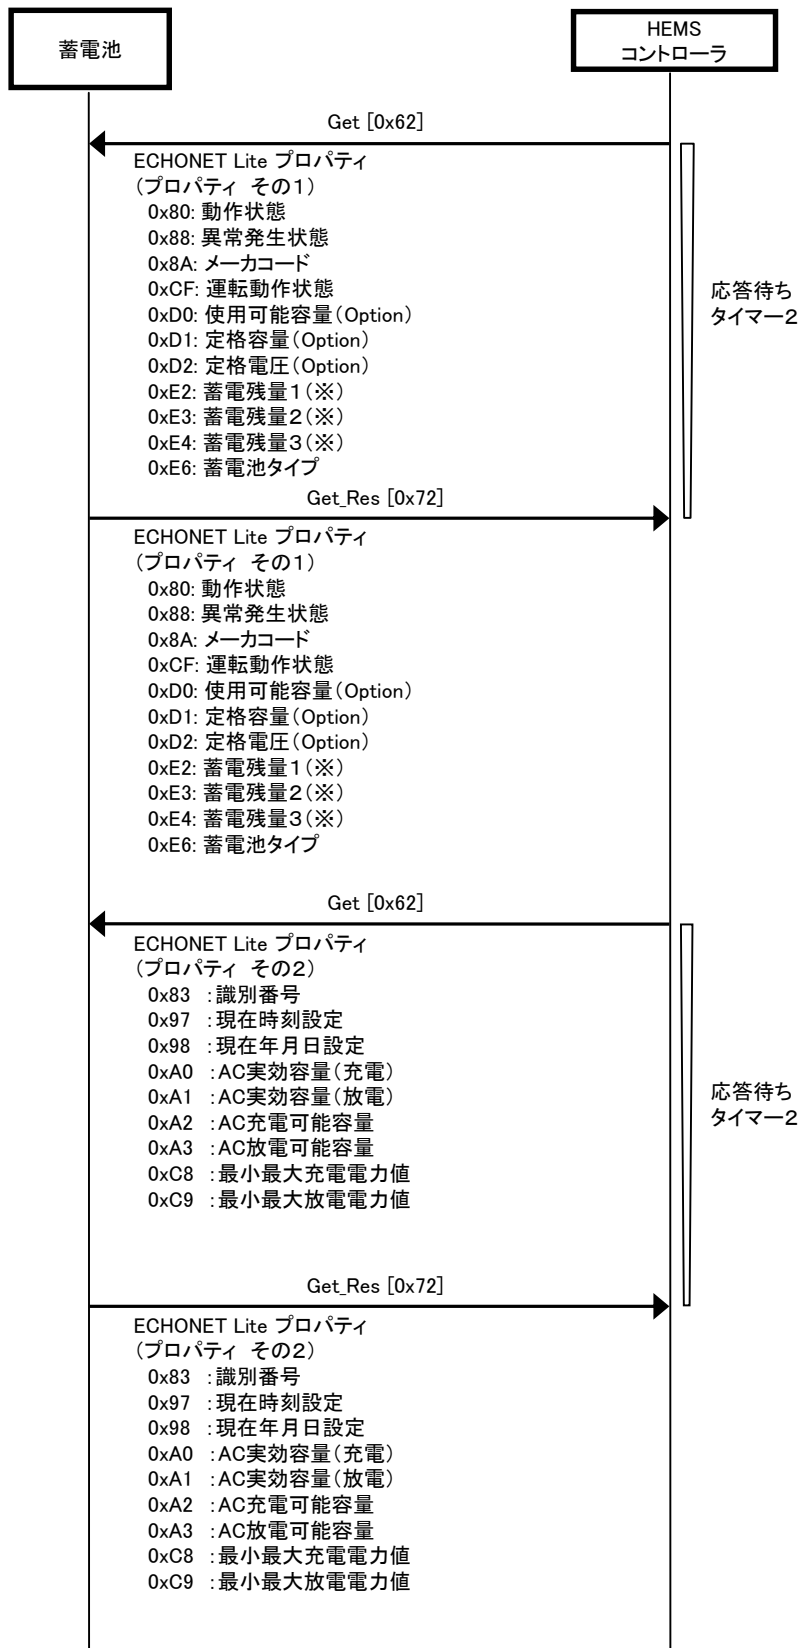 蓄電池
HEMS
コントローラ
Get [0x62]
ECHONET Lite プロパティ
(プロパティ その1)
0x80: 動作状態
0x88: 異常発生状態
0x8A: メーカコード
0xCF: 運転動作状態
0xD0: 使用可能容量(Option)
0xD1: 定格容量(Option)
0xD2: 定格電圧(Option)
0xE2: 蓄電残量1(※)
0xE3: 蓄電残量2(※)
0xE4: 蓄電残量3(※)
0xE6: 蓄電池タイプ
応答待ち
タイマー2
Get_Res [0x72]
ECHONET Lite プロパティ
(プロパティ その1)
0x80: 動作状態
0x88: 異常発生状態
0x8A: メーカコード
0xCF: 運転動作状態
0xD0: 使用可能容量(Option)
0xD1: 定格容量(Option)
0xD2: 定格電圧(Option)
0xE2: 蓄電残量1(※)
0xE3: 蓄電残量2(※)
0xE4: 蓄電残量3(※)
0xE6: 蓄電池タイプ
Get [0x62]
ECHONET Lite プロパティ
(プロパティ その2)
0x83 :識別番号
0x97 :現在時刻設定
0x98 :現在年月日設定
0xA0 :AC実効容量(充電)
0xA1 :AC実効容量(放電)
0xA2 :AC充電可能容量
0xA3 :AC放電可能容量
0xC8 :最小最大充電電力値
0xC9 :最小最大放電電力値
応答待ち
タイマー2
Get_Res [0x72]
ECHONET Lite プロパティ
(プロパティ その2)
0x83 :識別番号
0x97 :現在時刻設定
0x98 :現在年月日設定
0xA0 :AC実効容量(充電)
0xA1 :AC実効容量(放電)
0xA2 :AC充電可能容量
0xA3 :AC放電可能容量
0xC8 :最小最大充電電力値
0xC9 :最小最大放電電力値